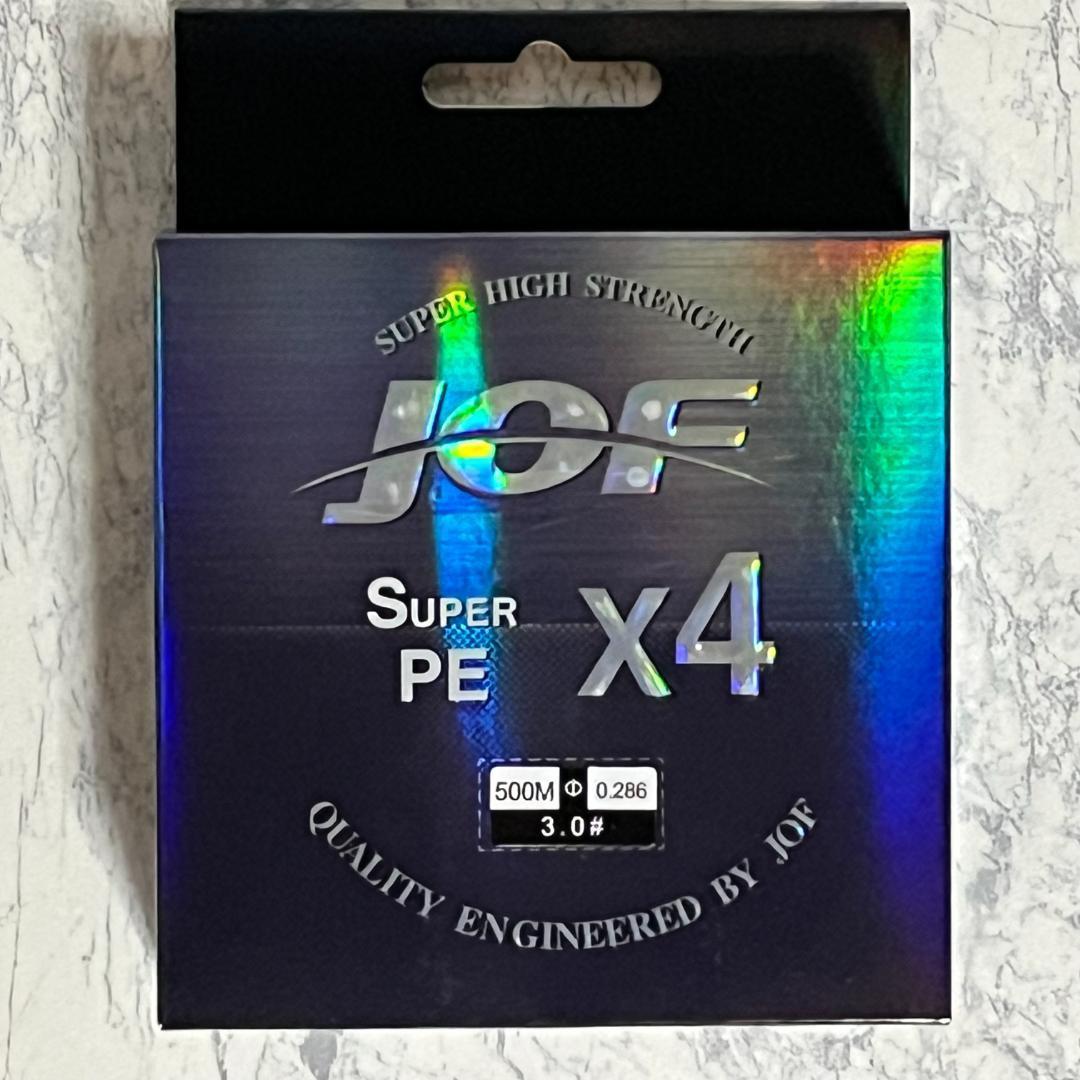 SUPER HIGH STRENGTH
JOF
SUPER PE X4
500M Φ 0.286
3.0#
QUALITY ENGINEERED BY JOF